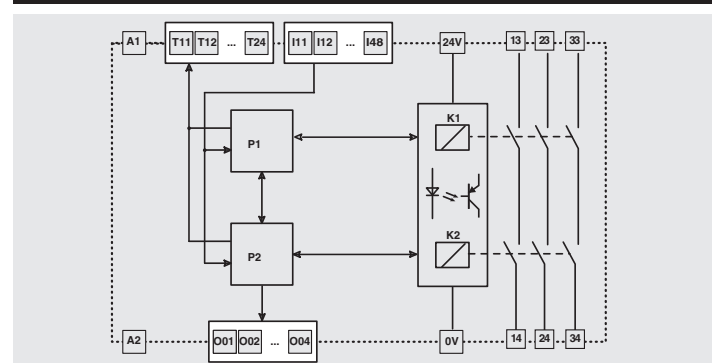 A1 T11 T12 ... T24 I11 I12 ... I48 24V 13 23 33
K1
P1
K2
P2
A2 O01 O02 ... O04 0V 14 24 34